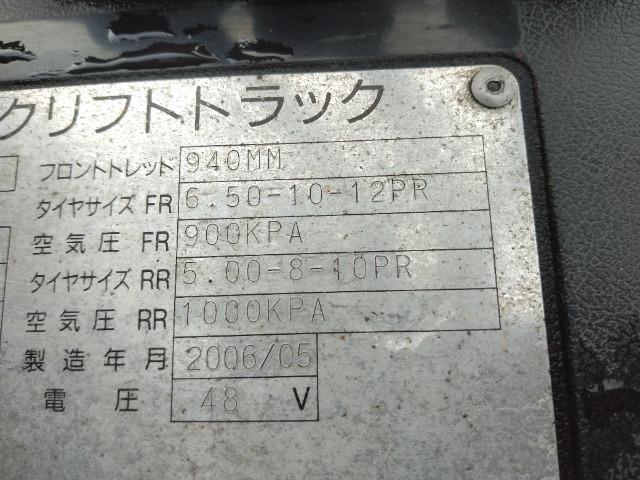 クリフトトラック
フロントトレッド 940MM
タイヤサイズ FR 6.50-10-12PR
空気圧 FR 900KPA
タイヤサイズ RR 5.00-8-10PR
空気圧 RR 1000KPA
製造年月 2006/05
電圧 48 V